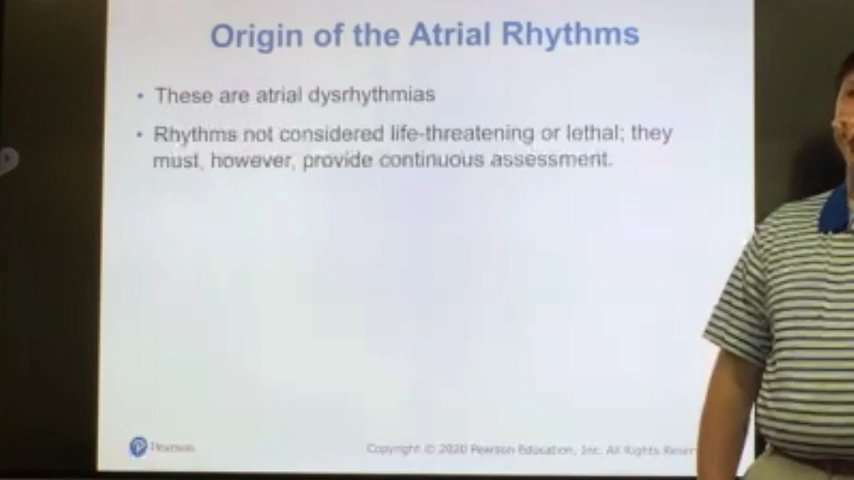 Origin of the Atrial Rhythms
• These are atrial dysrhythmias
• Rhythms not considered life-threatening or lethal; they
must, however, provide continuous assessment.
Pearson
Copyright © 2020 Pearson Education, Inc. All Rights Reser